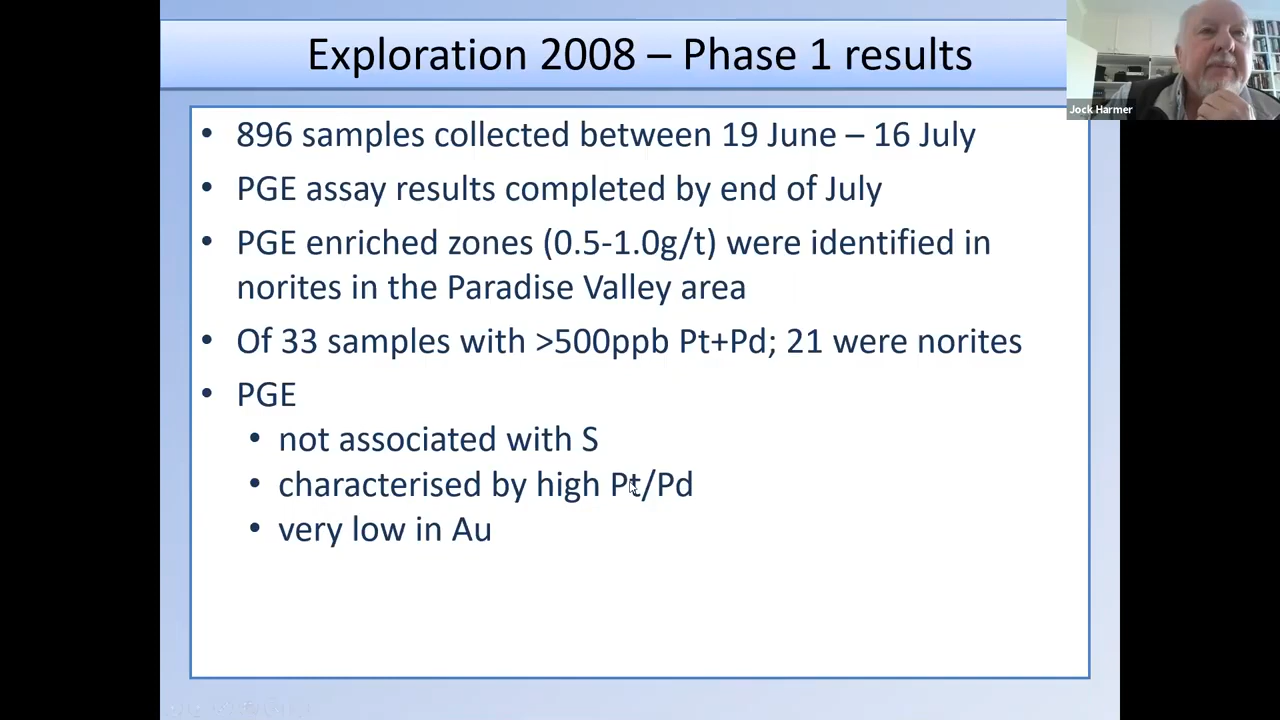 Exploration 2008 – Phase 1 results
Jock Harmer
• 896 samples collected between 19 June – 16 July
• PGE assay results completed by end of July
• PGE enriched zones (0.5-1.0g/t) were identified in
norites in the Paradise Valley area
• Of 33 samples with >500ppb Pt+Pd; 21 were norites
• PGE
• not associated with S
• characterised by high Pt/Pd
• very low in Au